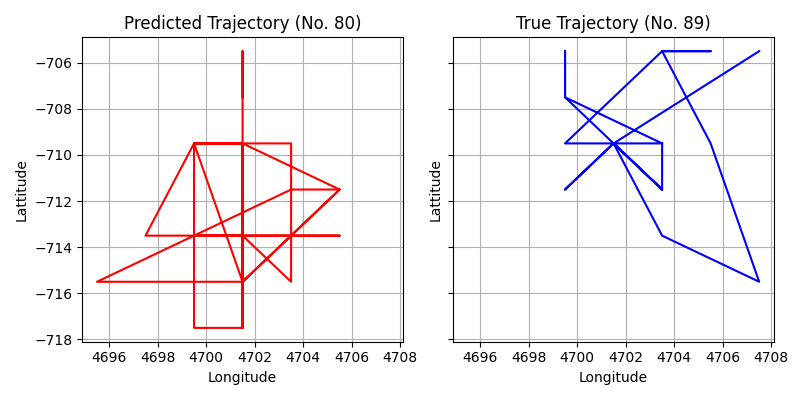 Predicted Trajectory (No. 80)
True Trajectory (No. 89)
−706
−708
−710
−712
−714
−716
−718
Lattitude
Lattitude
4696 4698 4700 4702 4704 4706 4708
4696 4698 4700 4702 4704 4706 4708
Longitude
Longitude